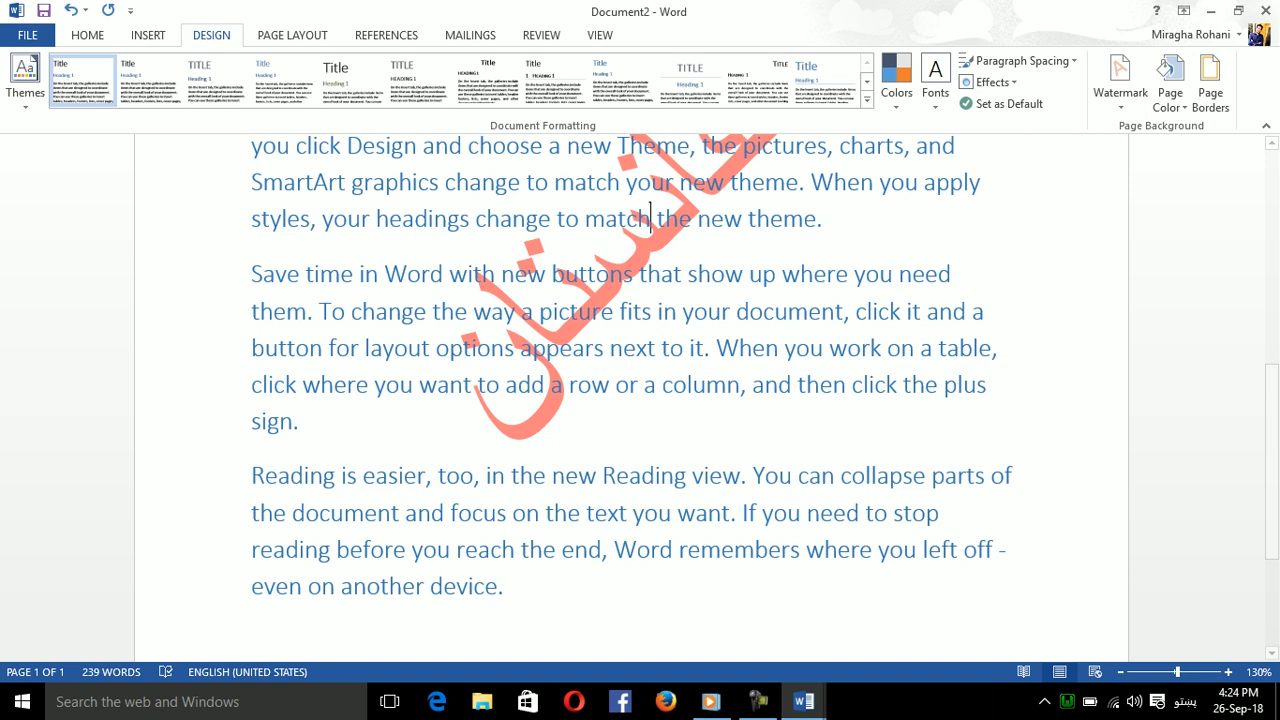 Document2 - Word
FILE HOME INSERT DESIGN PAGE LAYOUT REFERENCES MAILINGS REVIEW VIEW Miragha Rohani
Themes
Colors Fonts Paragraph Spacing
Effects
Set as Default
Watermark Page Color Page Borders
Document Formatting Page Background
you click Design and choose a new Theme, the pictures, charts, and
SmartArt graphics change to match your new theme. When you apply
styles, your headings change to match the new theme.
Save time in Word with new buttons that show up where you need
them. To change the way a picture fits in your document, click it and a
button for layout options appears next to it. When you work on a table,
click where you want to add a row or a column, and then click the plus
sign.
Reading is easier, too, in the new Reading view. You can collapse parts of
the document and focus on the text you want. If you need to stop
reading before you reach the end, Word remembers where you left off -
even on another device.
PAGE 1 OF 1 239 WORDS ENGLISH (UNITED STATES) 130%
Search the web and Windows
پښتو
4:24 PM
26-Sep-18